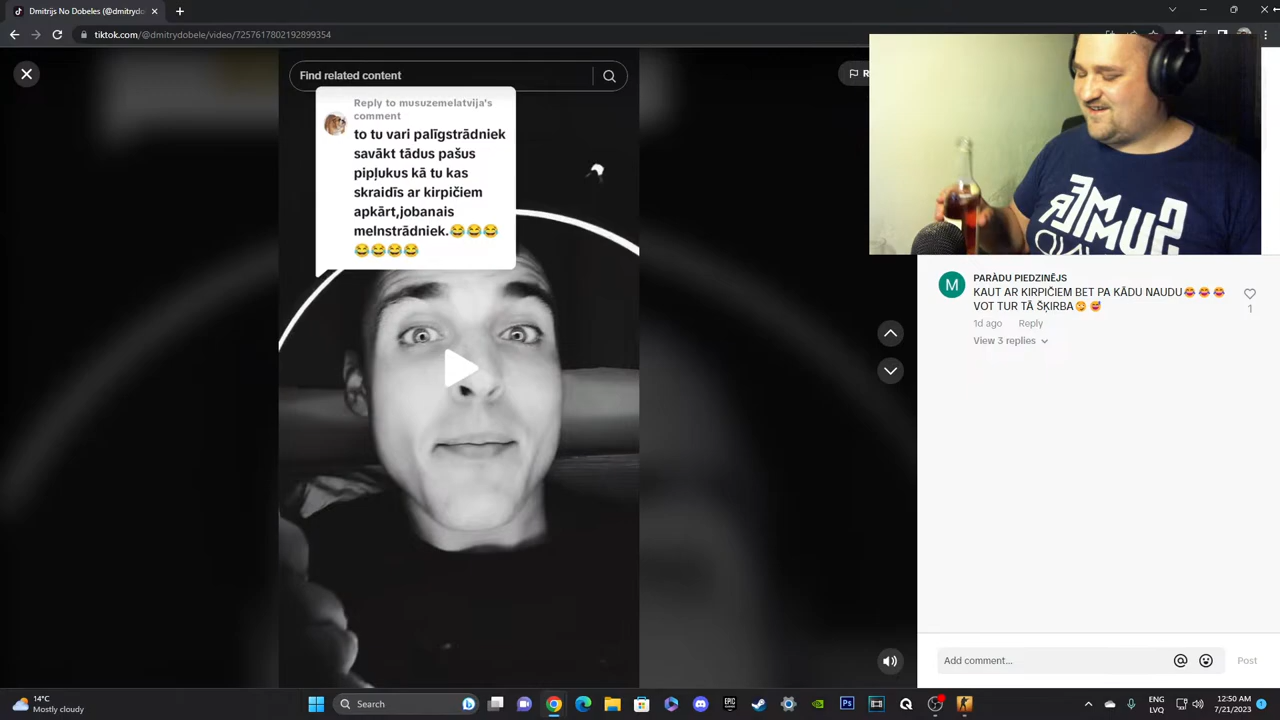 Dmitrijs No Dobeles (@dmitrydo
tiktok.com/@dmitrydobele/video/7257617802192899354
Find related content
Reply to musuzemelatvija's
comment
to tu vari palīgstrādniek
savākt tādus pašus
pipļukus kā tu kas
skraidīs ar kirpičiem
apkārt,jobanais
melnstrādniek.😂😂😂
😂😂😂😂
SUMMER
PARĀDU PIEDZINĒJS
KAUT AR KIRPIČIEM BET PA KĀDU NAUDU😂😂😂
VOT TUR TĀ ŠĶIRBA🥱😅
1
1d ago Reply
View 3 replies
Add comment...
Post
14°C
Mostly cloudy
Search
ENG
LVQ
12:50 AM
7/21/2023